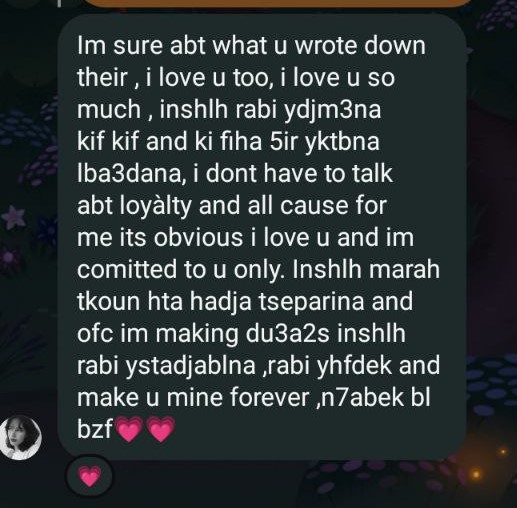 Im sure abt what u wrote down
their , i love u too, i love u so
much , inshlh rabi ydjm3na
kif kif and ki fiha 5ir yktbna
lba3dana, i dont have to talk
abt loyàlty and all cause for
me its obvious i love u and im
comitted to u only. Inshlh marah
tkoun hta hadja tseparina and
ofc im making du3a2s inshlh
rabi ystadjablna ,rabi yhfdek and
make u mine forever ,n7abek bl
bzf💗💗
💗